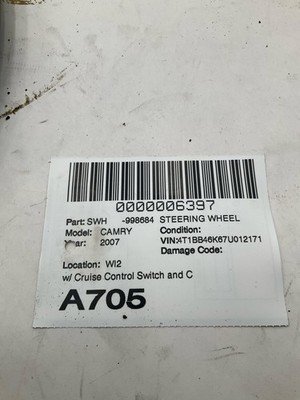 0000006397
Part: SWH -998684 STEERING WHEEL
Model: CAMRY Condition:
Year: 2007 VIN:4T1BB46K67U012171
Damage Code:
Location: WI2
w/ Cruise Control Switch and C
A705